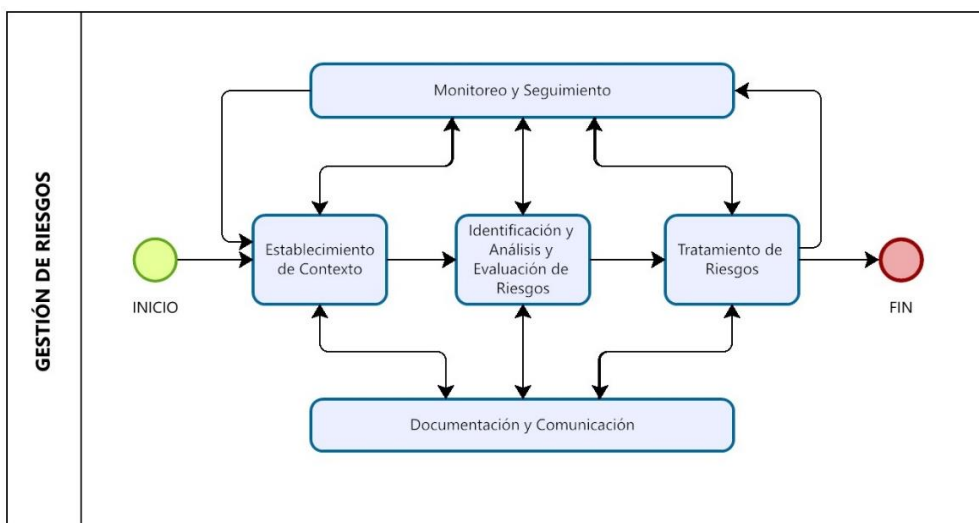 GESTIÓN DE RIESGOS
Monitoreo y Seguimiento
INICIO
Establecimiento
de Contexto
Identificación y
Análisis y
Evaluación de
Riesgos
Tratamiento de
Riesgos
FIN
Documentación y Comunicación